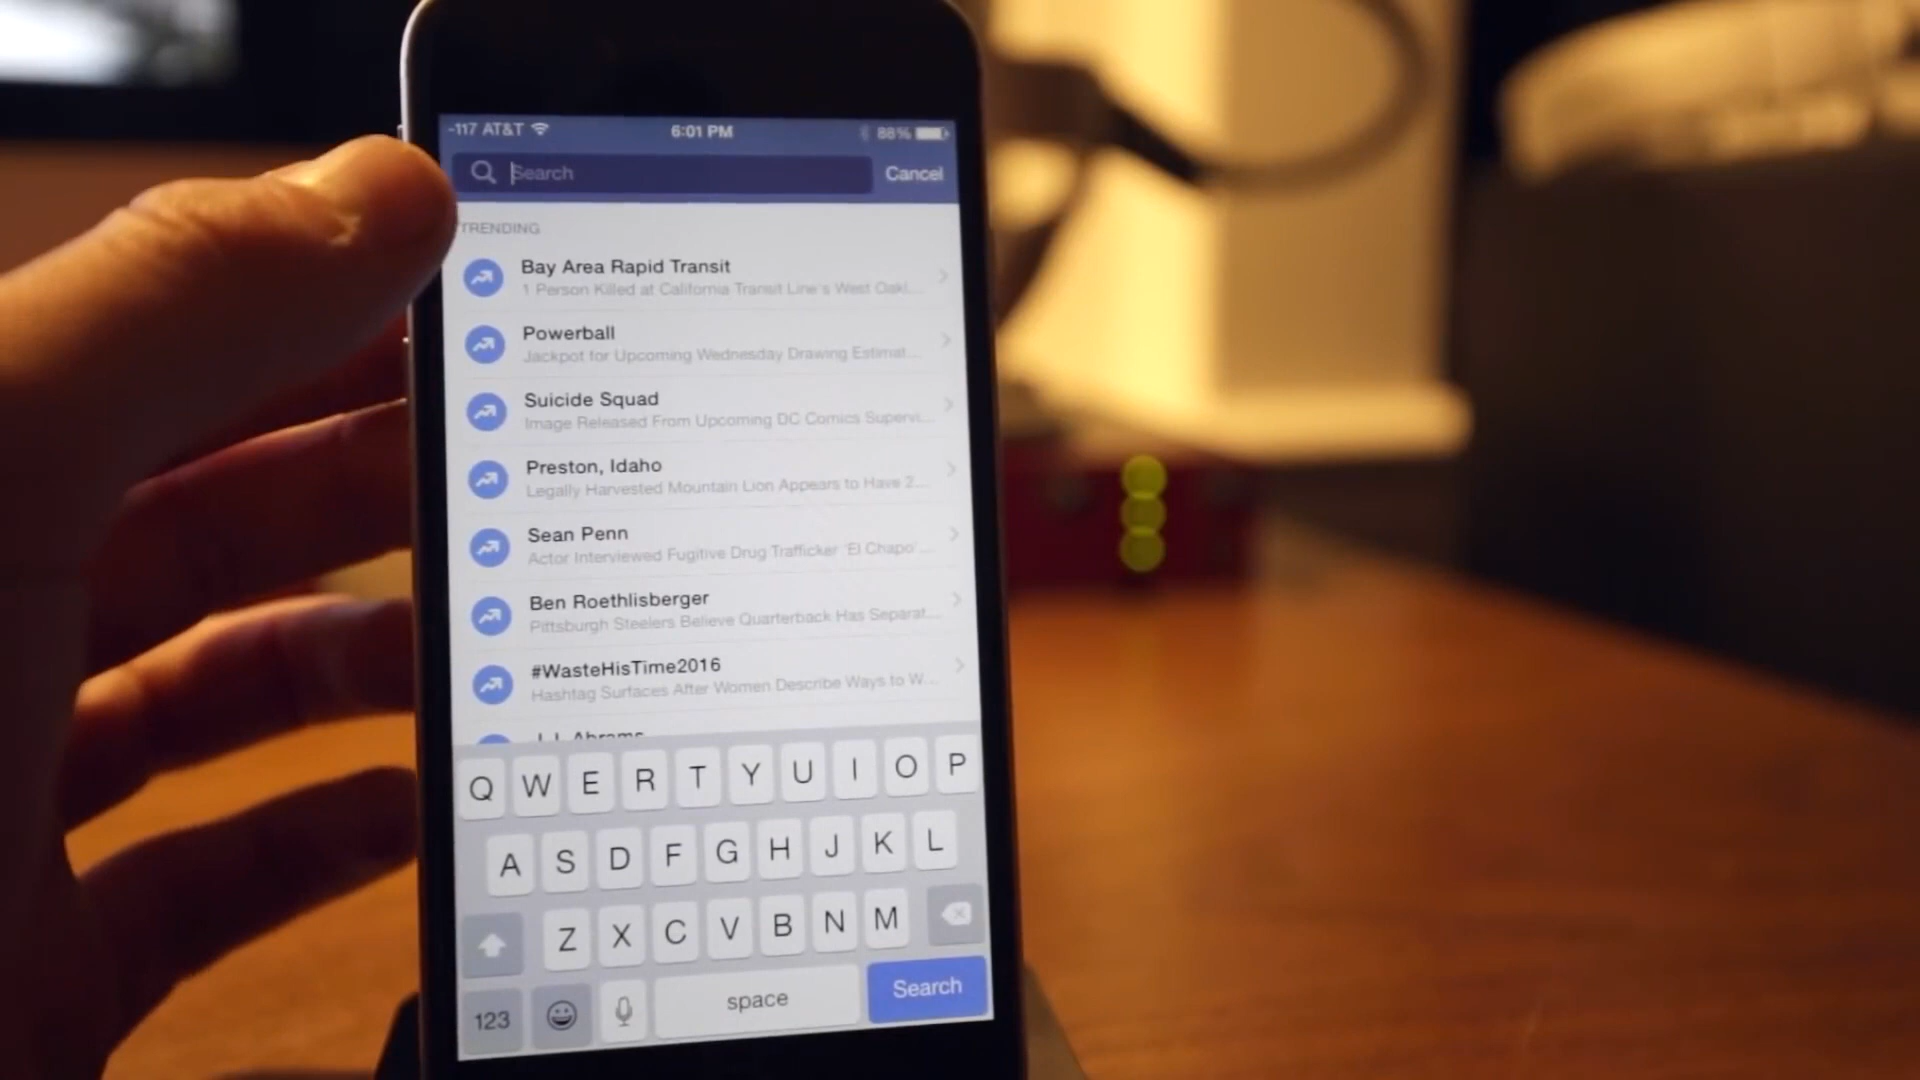 -117 AT&T 6:01 PM 88%
Search Cancel
TRENDING
Bay Area Rapid Transit
1 Person Killed at California Transit Line's West Oakl...
Powerball
Jackpot for Upcoming Wednesday Drawing Estimat...
Suicide Squad
Image Released From Upcoming DC Comics Supervi...
Preston, Idaho
Legally Harvested Mountain Lion Appears to Have 2...
Sean Penn
Actor Interviewed Fugitive Drug Trafficker 'El Chapo'...
Ben Roethlisberger
Pittsburgh Steelers Believe Quarterback Has Separat...
#WasteHisTime2016
Hashtag Surfaces After Women Describe Ways to W...
J.J. Abrams
Q W E R T Y U I O P
A S D F G H J K L
Z X C V B N M
123 space Search